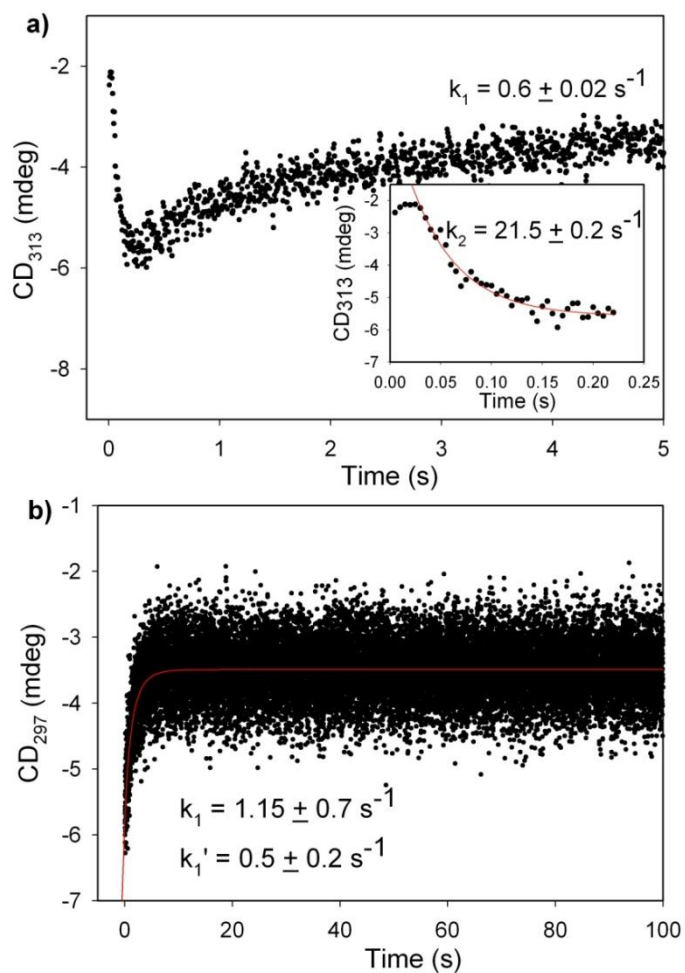 a)
-2
-4
-6
-8
CD313 (mdeg)
k1 = 0.6 ± 0.02 s-1
-2
-3
-4
-5
-6
-7
CD313 (mdeg)
k2 = 21.5 ± 0.2 s-1
0.00 0.05 0.10 0.15 0.20 0.25
Time (s)
0 1 2 3 4 5
Time (s)
b)
-1
-2
-3
-4
-5
-6
-7
CD297 (mdeg)
k1 = 1.15 ± 0.7 s-1
k1' = 0.5 ± 0.2 s-1
0 20 40 60 80 100
Time (s)